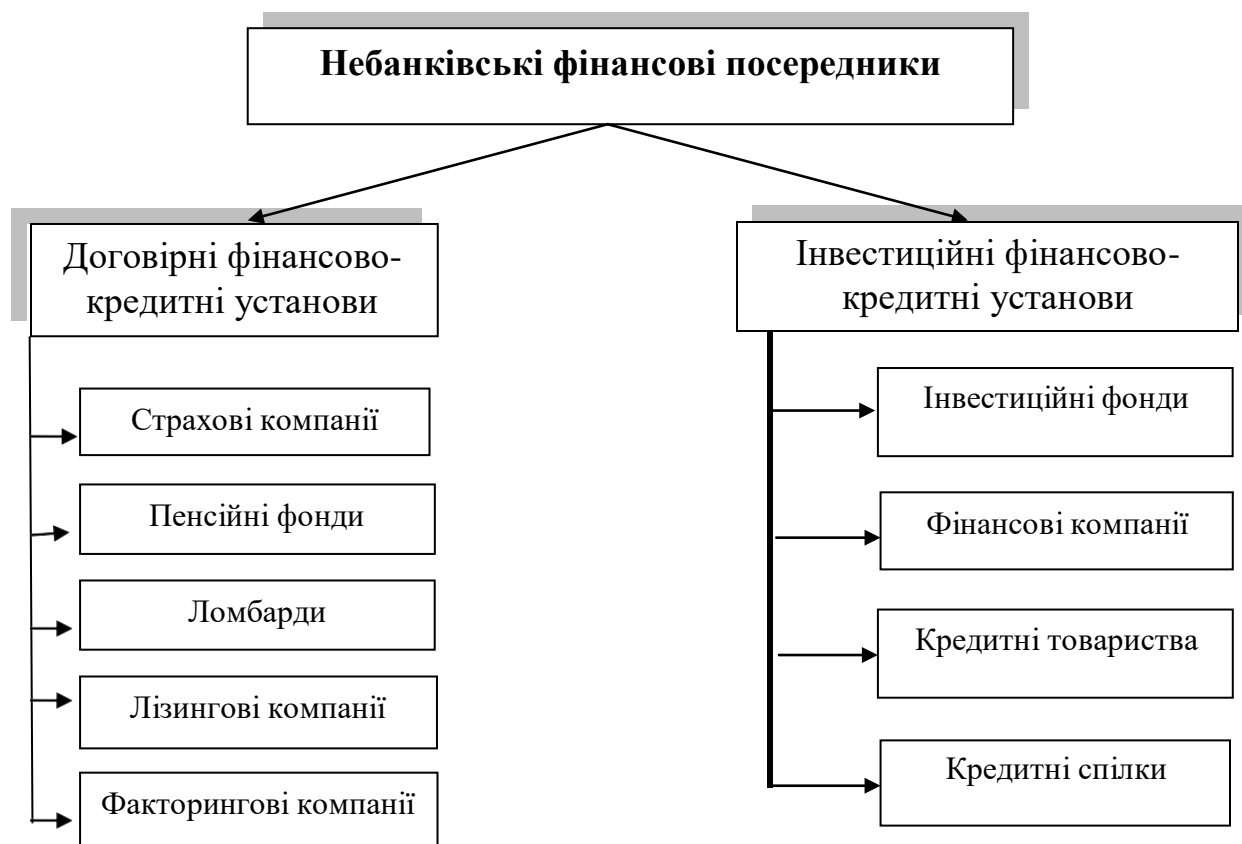 Небанківські фінансові посередники
Договірні фінансово-
кредитні установи
Страхові компанії
Пенсійні фонди
Ломбарди
Лізингові компанії
Факторингові компанії
Інвестиційні фінансово-
кредитні установи
Інвестиційні фонди
Фінансові компанії
Кредитні товариства
Кредитні спілки